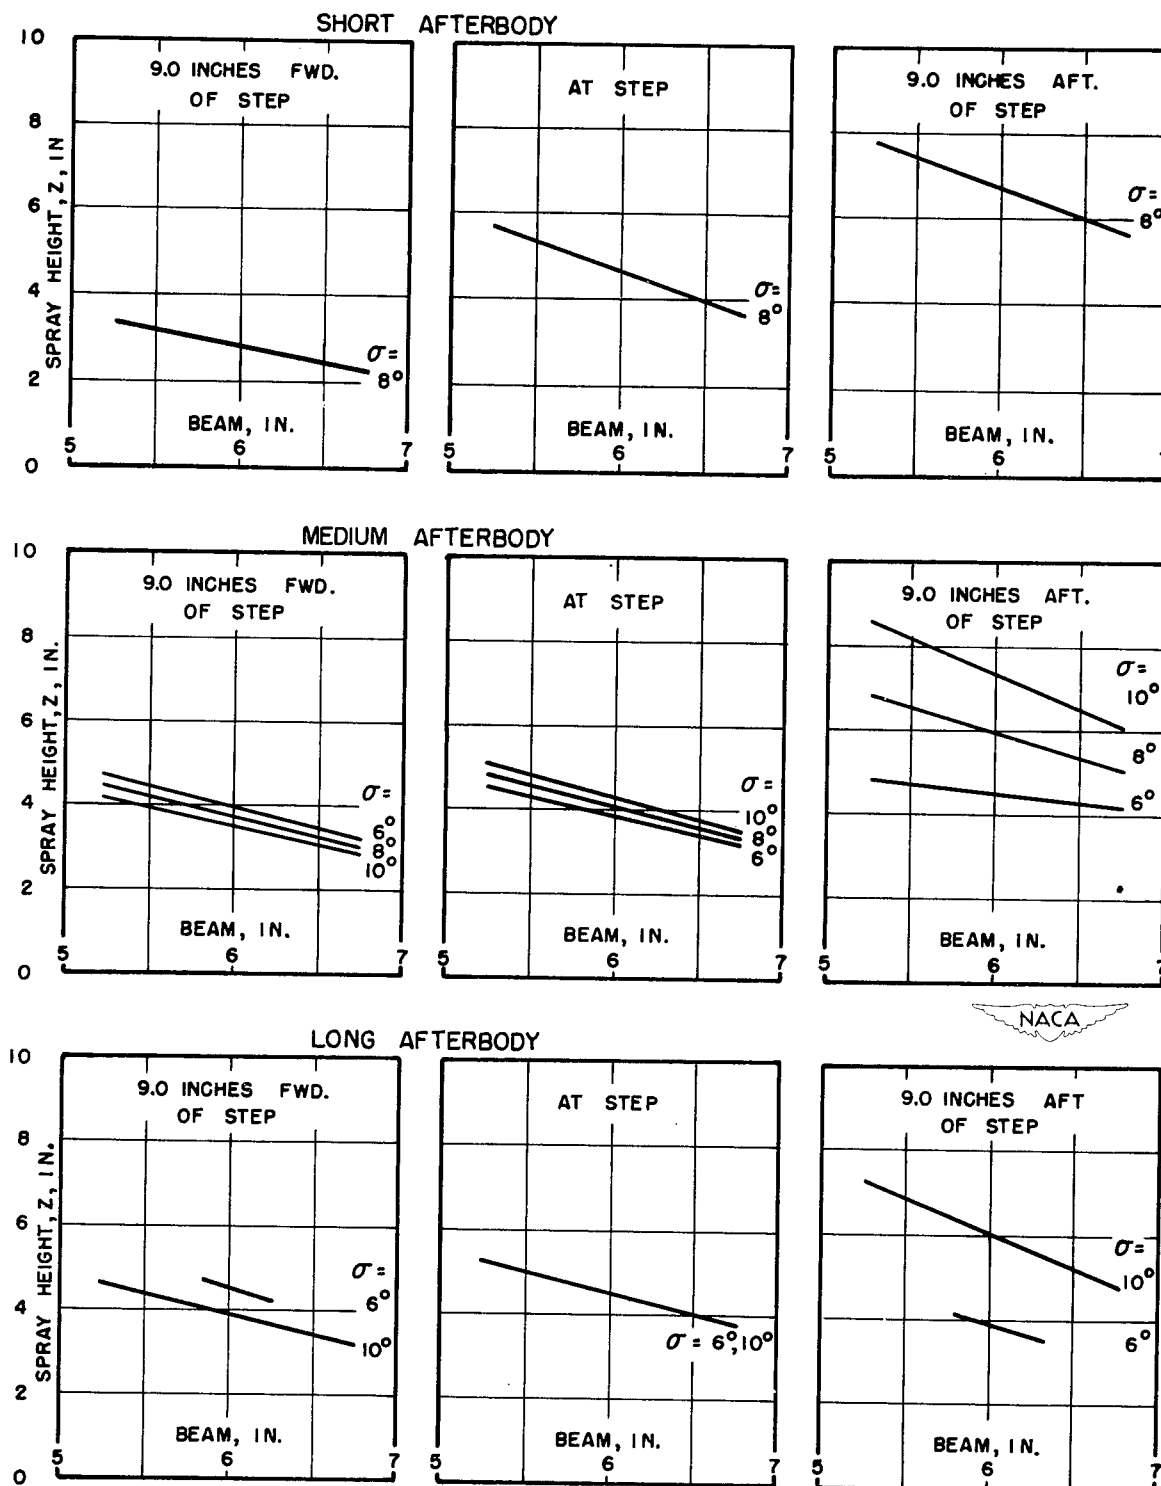 SHORT AFTERBODY
10
8
6
4
2
0
SPRAY HEIGHT, Z, IN
9.0 INCHES FWD.
OF STEP
σ=
8°
BEAM, IN.
5 6 7
AT STEP
σ=
8°
BEAM, IN.
5 6 7
9.0 INCHES AFT.
OF STEP
σ=
8°
BEAM, IN.
5 6
MEDIUM AFTERBODY
10
8
6
4
2
0
SPRAY HEIGHT, Z, IN.
9.0 INCHES FWD.
OF STEP
σ=
6°
8°
10°
BEAM, IN.
5 6 7
AT STEP
σ=
10°
8°
6°
BEAM, IN.
5 6 7
9.0 INCHES AFT.
OF STEP
σ=
10°
8°
6°
BEAM, IN.
5 6 7
NACA
LONG AFTERBODY
10
8
6
4
2
0
SPRAY HEIGHT, Z, IN.
9.0 INCHES FWD.
OF STEP
σ=
6°
10°
BEAM, IN.
5 6 7
AT STEP
σ= 6°,10°
BEAM, IN.
5 6 7
9.0 INCHES AFT
OF STEP
σ=
10°
6°
BEAM, IN.
5 6 7